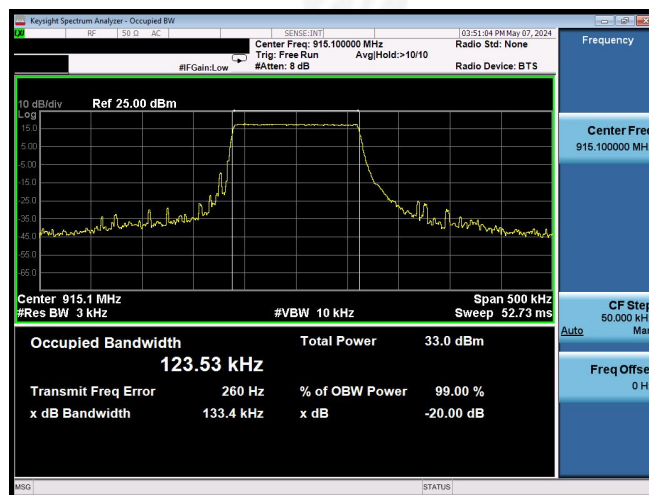 Keysight Spectrum Analyzer - Occupied BW
RF 50 Ω AC SENSE:INT 03:51:04 PM May 07, 2024
Center Freq: 915.100000 MHz Radio Std: None
Trig: Free Run Avg|Hold:>10/10
#IFGain:Low #Atten: 8 dB Radio Device: BTS
10 dB/div Ref 25.00 dBm
Log
15.0
5.00
-5.00
-15.0
-25.0
-35.0
-45.0
-55.0
-65.0
Center 915.1 MHz Span 500 kHz
#Res BW 3 kHz #VBW 10 kHz Sweep 52.73 ms
Occupied Bandwidth Total Power 33.0 dBm
123.53 kHz
Transmit Freq Error 260 Hz % of OBW Power 99.00 %
x dB Bandwidth 133.4 kHz x dB -20.00 dB
MSG STATUS
Frequency
Center Fre
915.100000 MH
CF Step
50.000 kH
Auto Ma
Freq Offse
0 H